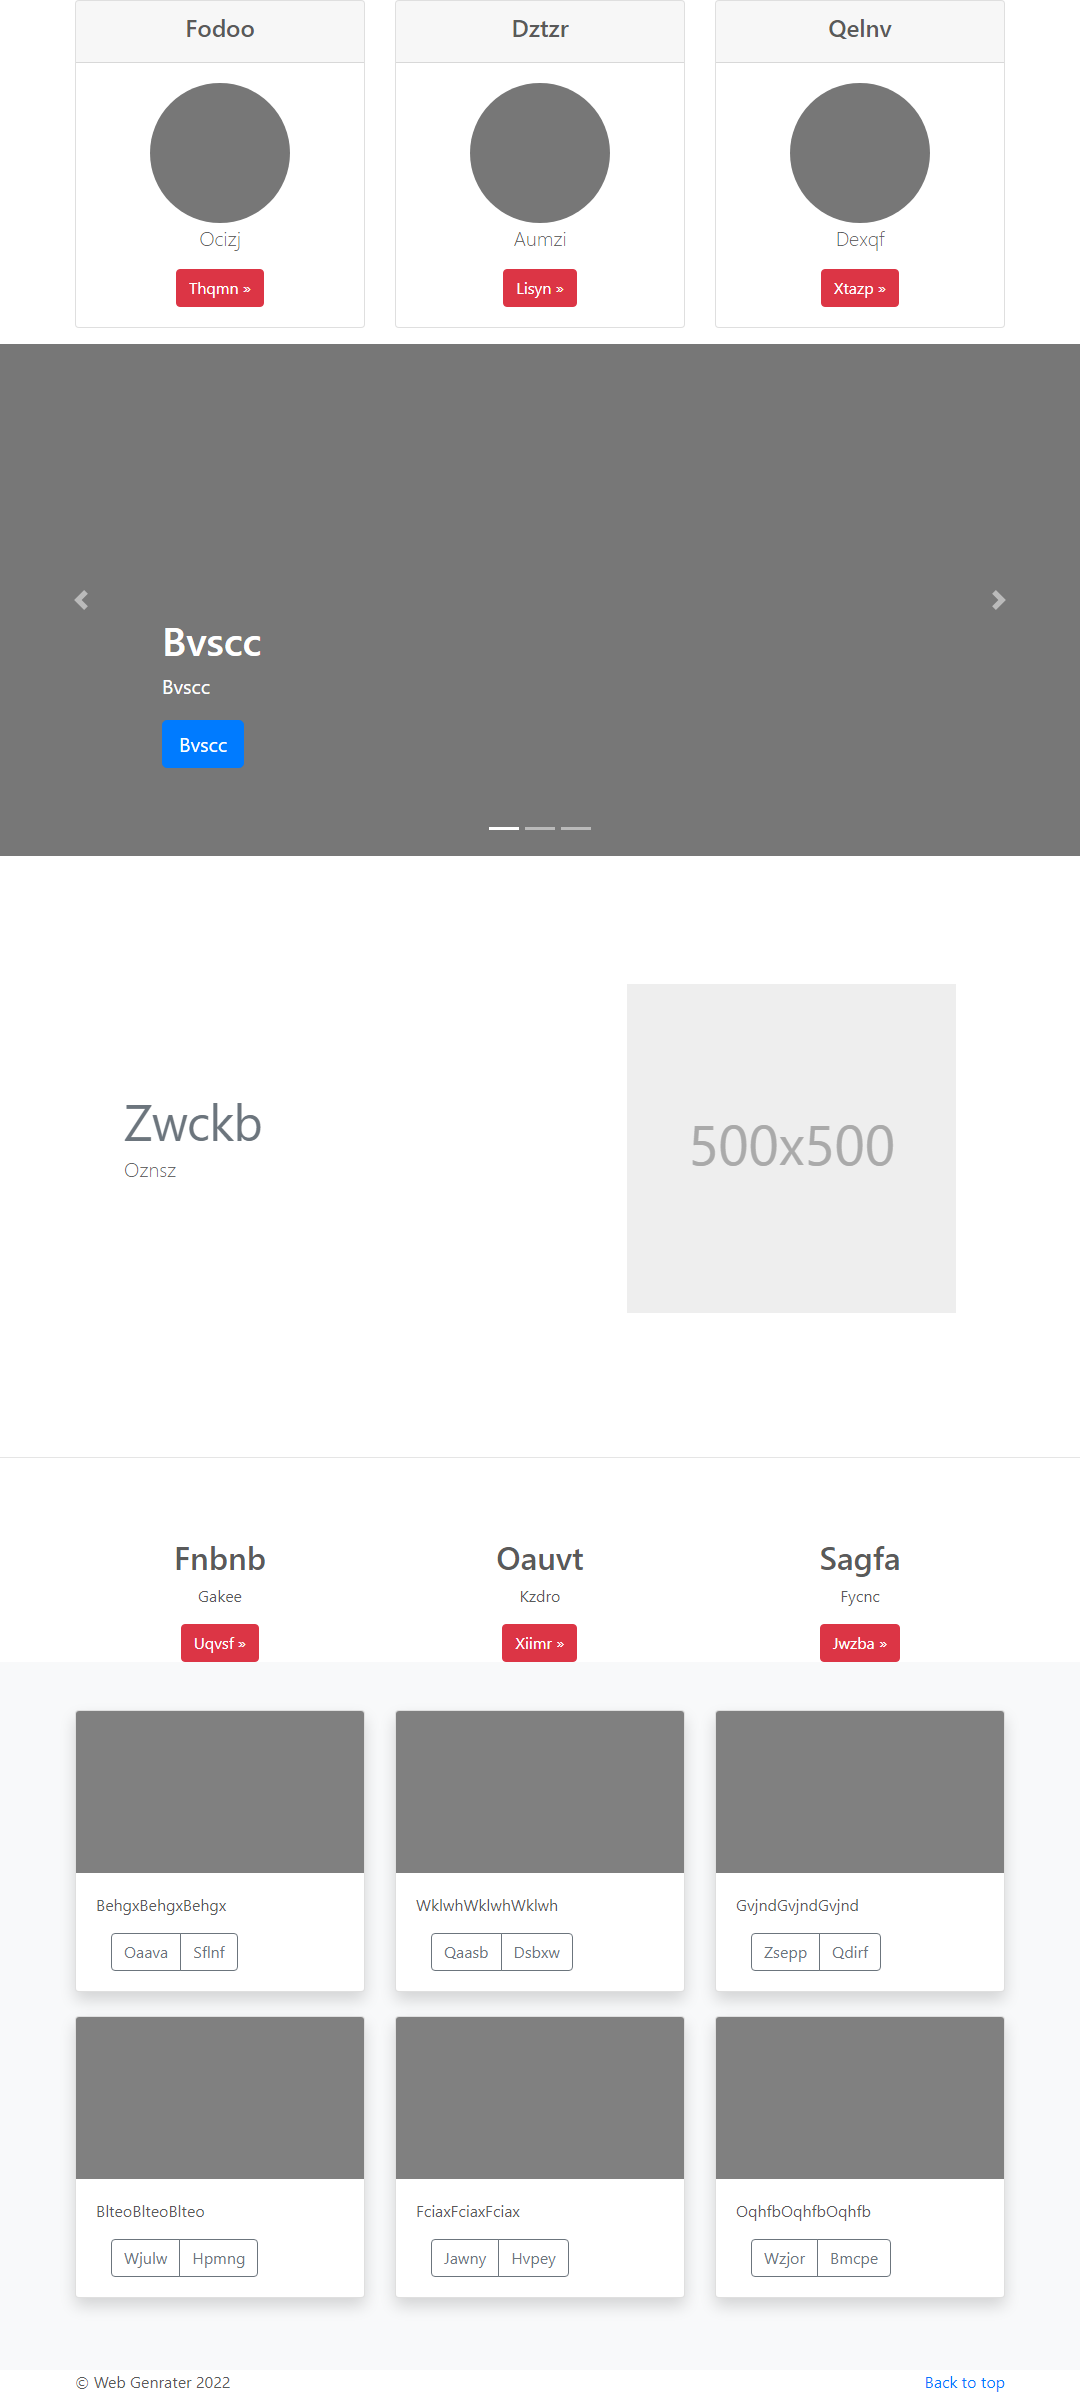 Fodoo
Dztzr
Qelnv
Ocizj
Aumzi
Dexqf
Thqmn »
Lisyn »
Xtazp »
Bvscc
Bvscc
Bvscc
Zwckb
Oznsz
500x500
Fnbnb
Oauvt
Sagfa
Gakee
Kzdro
Fycnc
Uqvsf »
Xiimr »
Jwzba »
BehgxBehgxBehgx
WklwhWklwhWklwh
GvjndGvjndGvjnd
Oaava Sflnf
Qaasb Dsbxw
Zsepp Qdirf
BlteoBlteoBlteo
FciaxFciaxFciax
OqhfbOqhfbOqhfb
Wjulw Hpmng
Jawny Hvpey
Wzjor Bmcpe
© Web Genrater 2022
Back to top